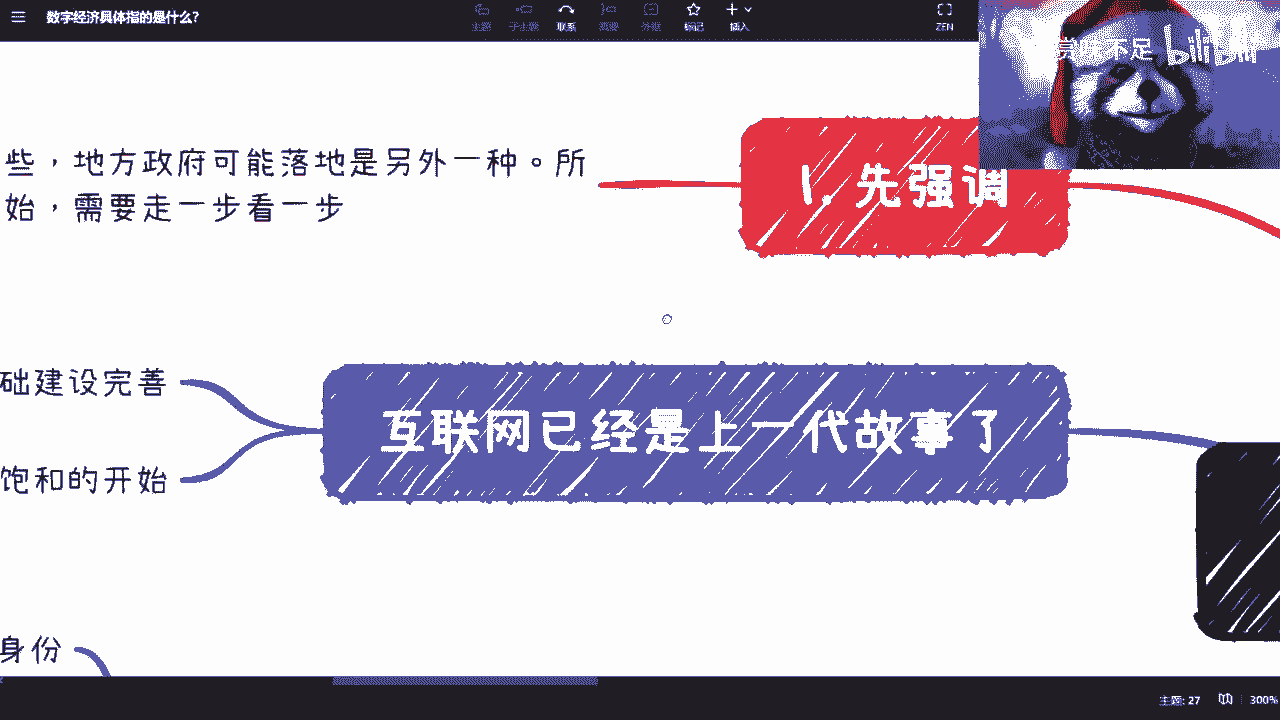 数字经济具体指的是什么?
主题
子主题
联系
概要
外框
标记
插入
ZEN
赏味不足
bilibili
些，地方政府可能落地是另外一种。所
始，需要走一步看一步
1. 先强调
础建设完善
互联网已经是上一代故事了
饱和的开始
身份
主题: 27
300%